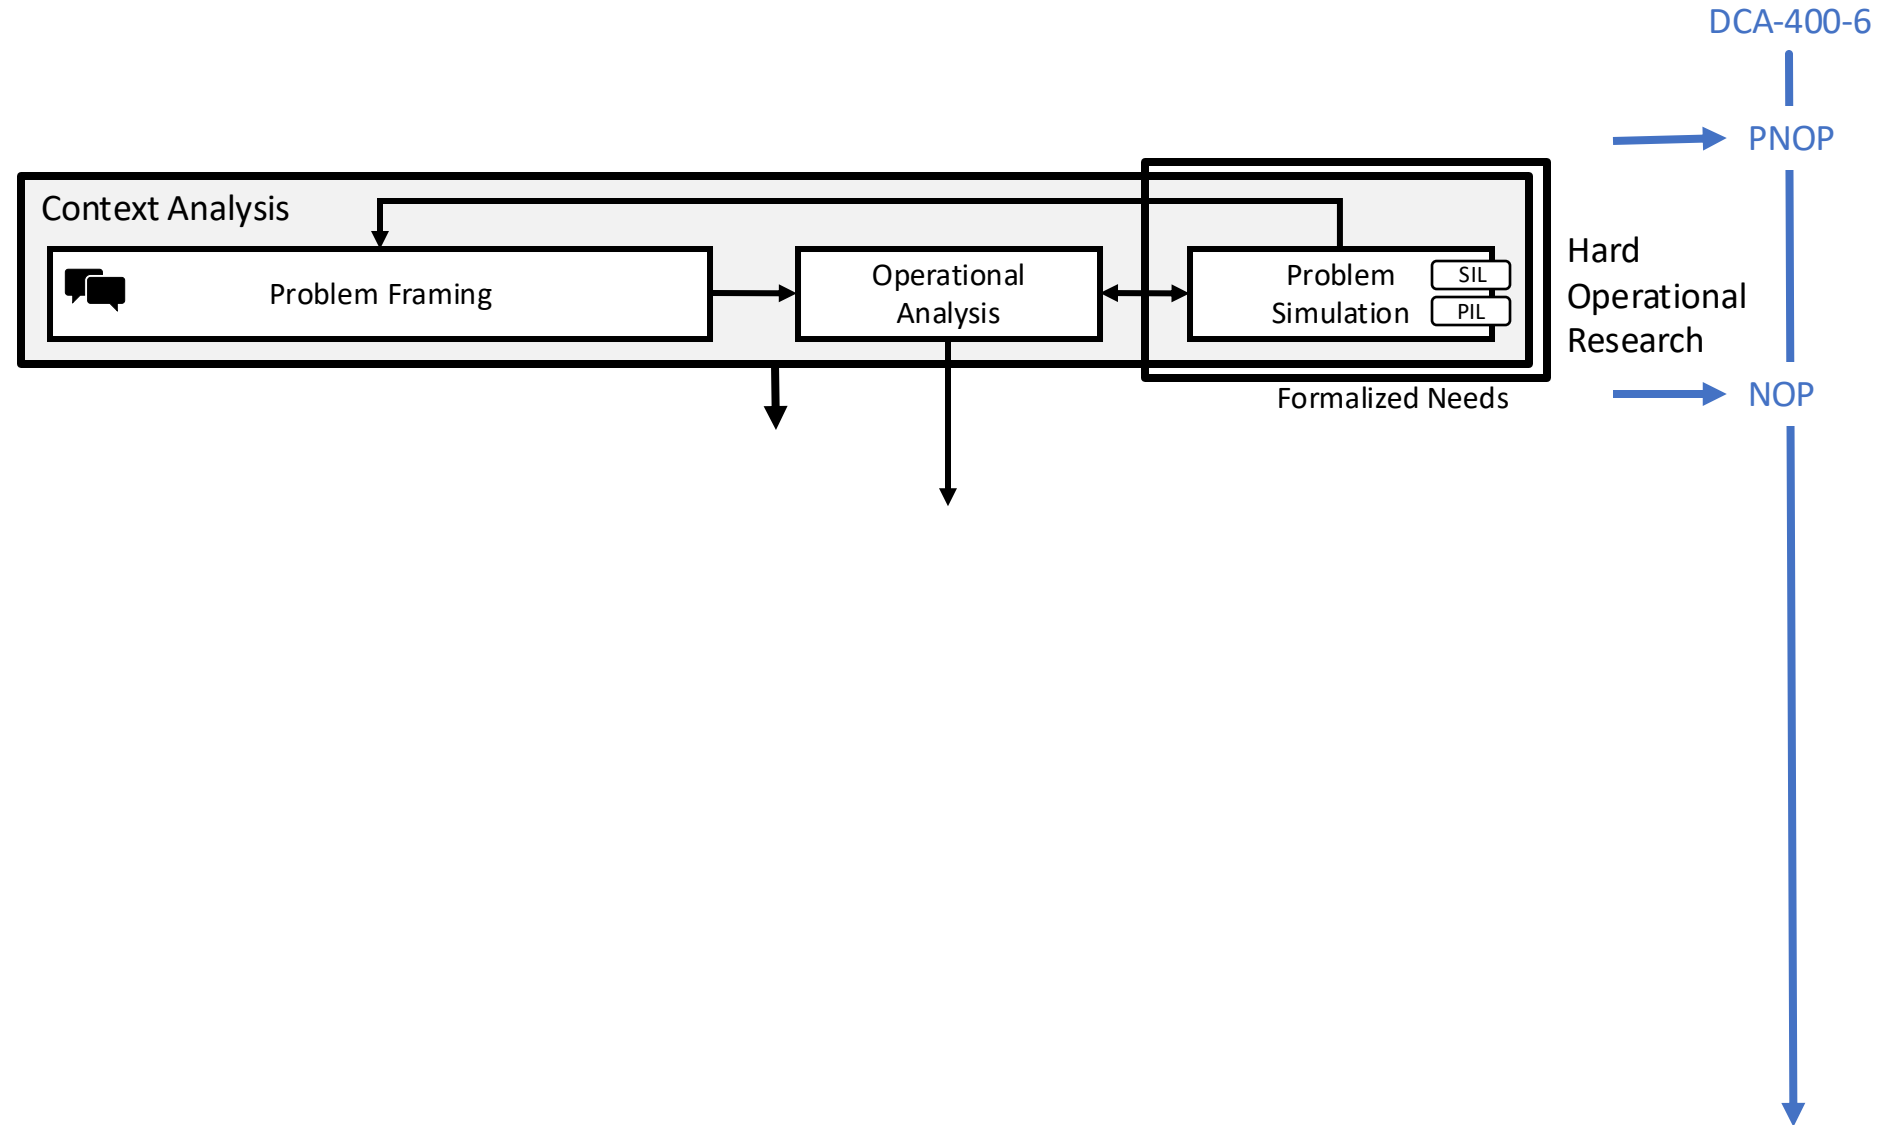 DCA-400-6
PNOP
Context Analysis
Problem Framing
Operational
Analysis
Problem
Simulation
SIL
PIL
Hard
Operational
Research
Formalized Needs
NOP